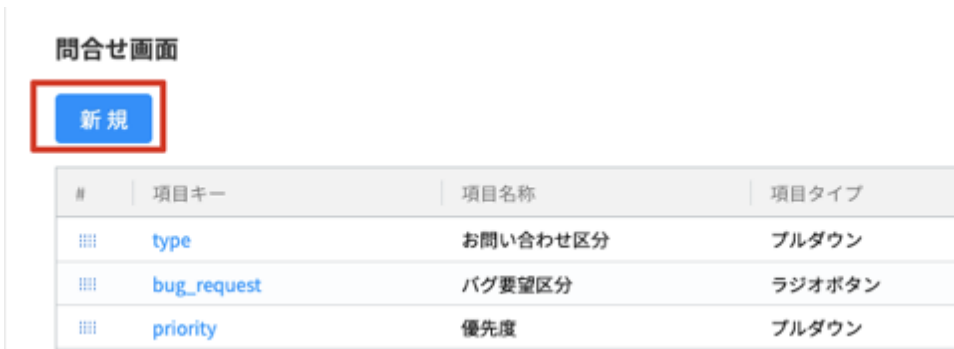 問合せ画面
新規
# 項目キー 項目名称 項目タイプ
type お問い合わせ区分 プルダウン
bug_request バグ要望区分 ラジオボタン
priority 優先度 プルダウン